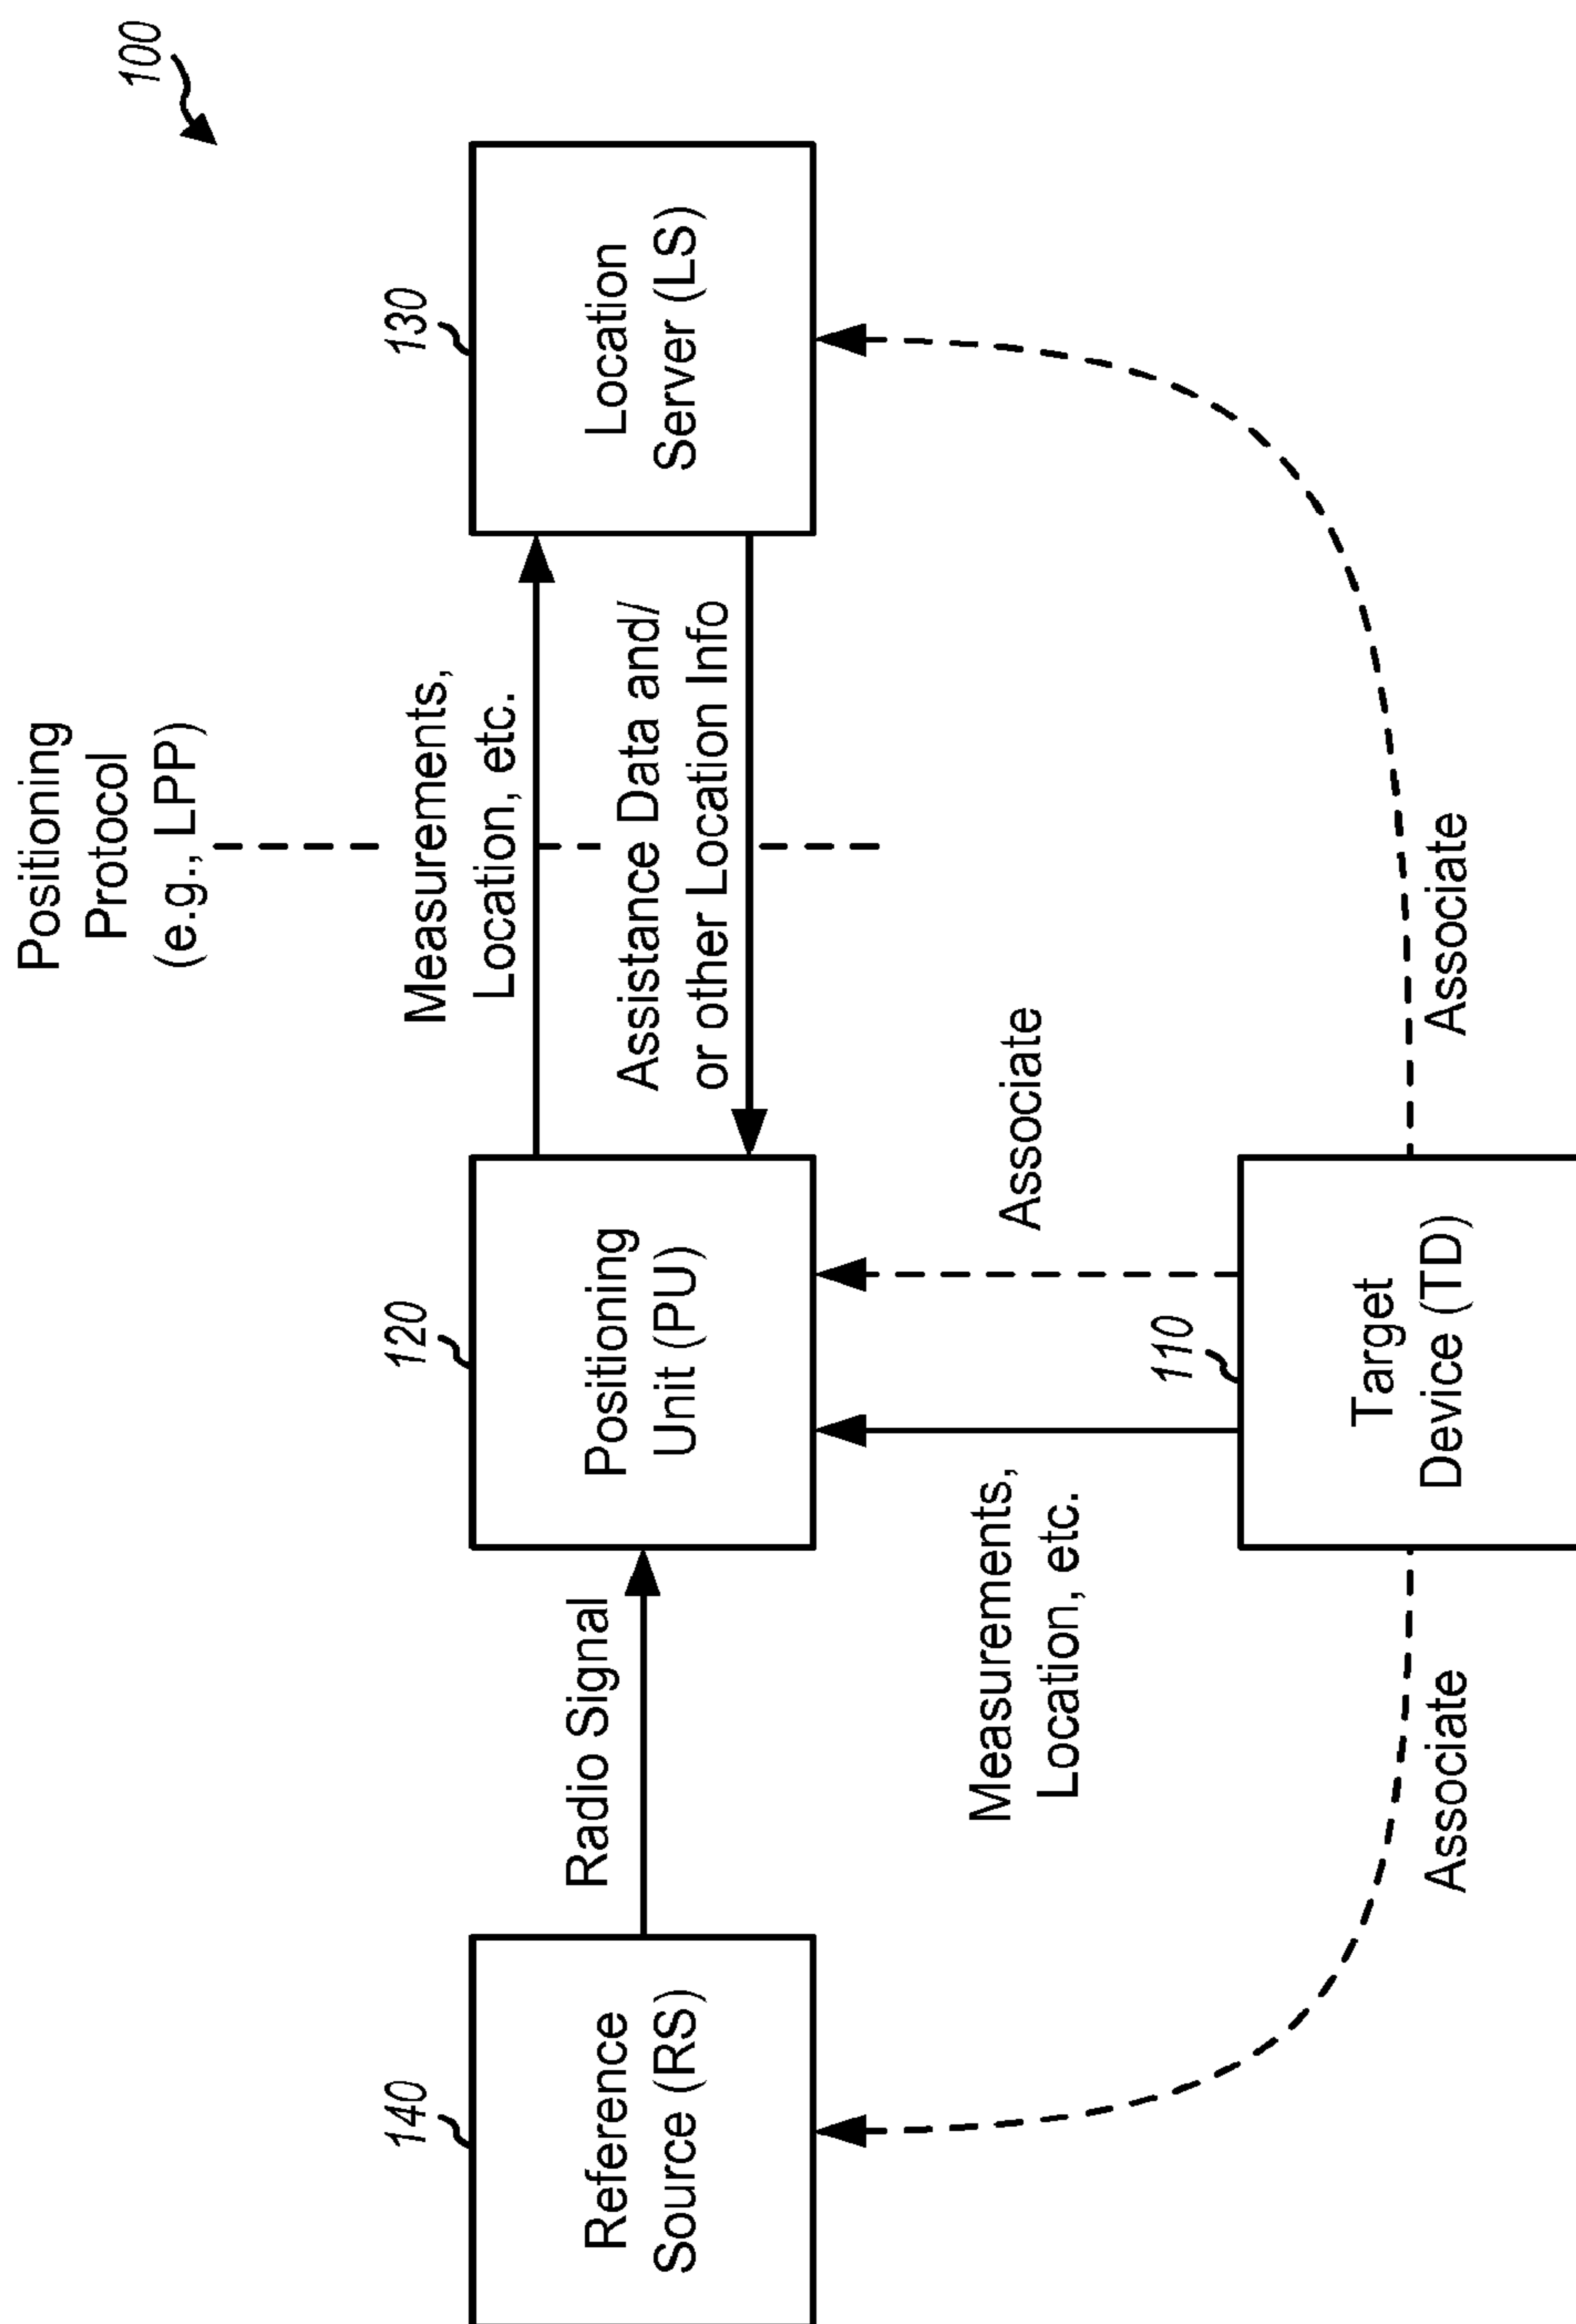 100
Positioning
Protocol
(e.g., LPP)
140
Reference
Source (RS)
Radio Signal
120
Positioning
Unit (PU)
Measurements,
Location, etc.
Assistance Data and/
or other Location Info
130
Location
Server (LS)
Measurements,
Location, etc.
Associate
110
Target
Device (TD)
Associate
Associate